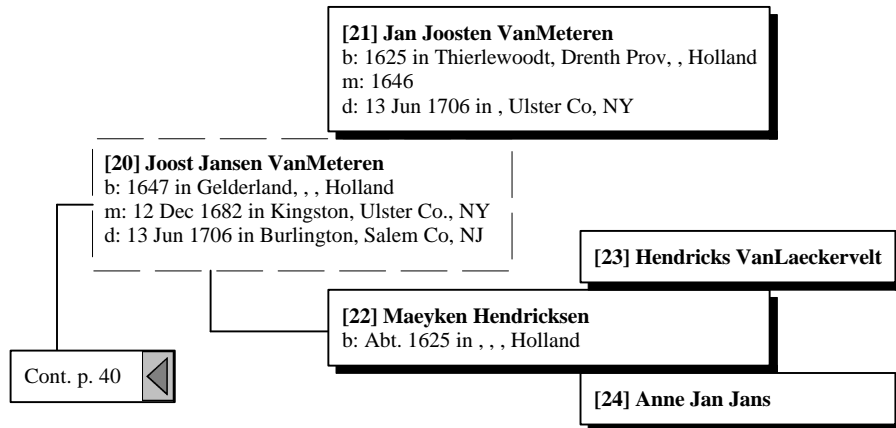 [21] Jan Joosten VanMeteren
b: 1625 in Thierlewoodt, Drenth Prov, , Holland
m: 1646
d: 13 Jun 1706 in , Ulster Co, NY
[20] Joost Jansen VanMeteren
b: 1647 in Gelderland, , , Holland
m: 12 Dec 1682 in Kingston, Ulster Co., NY
d: 13 Jun 1706 in Burlington, Salem Co, NJ
[23] Hendricks VanLaeckervelt
[22] Maeyken Hendricksen
b: Abt. 1625 in , , , Holland
Cont. p. 40
[24] Anne Jan Jans